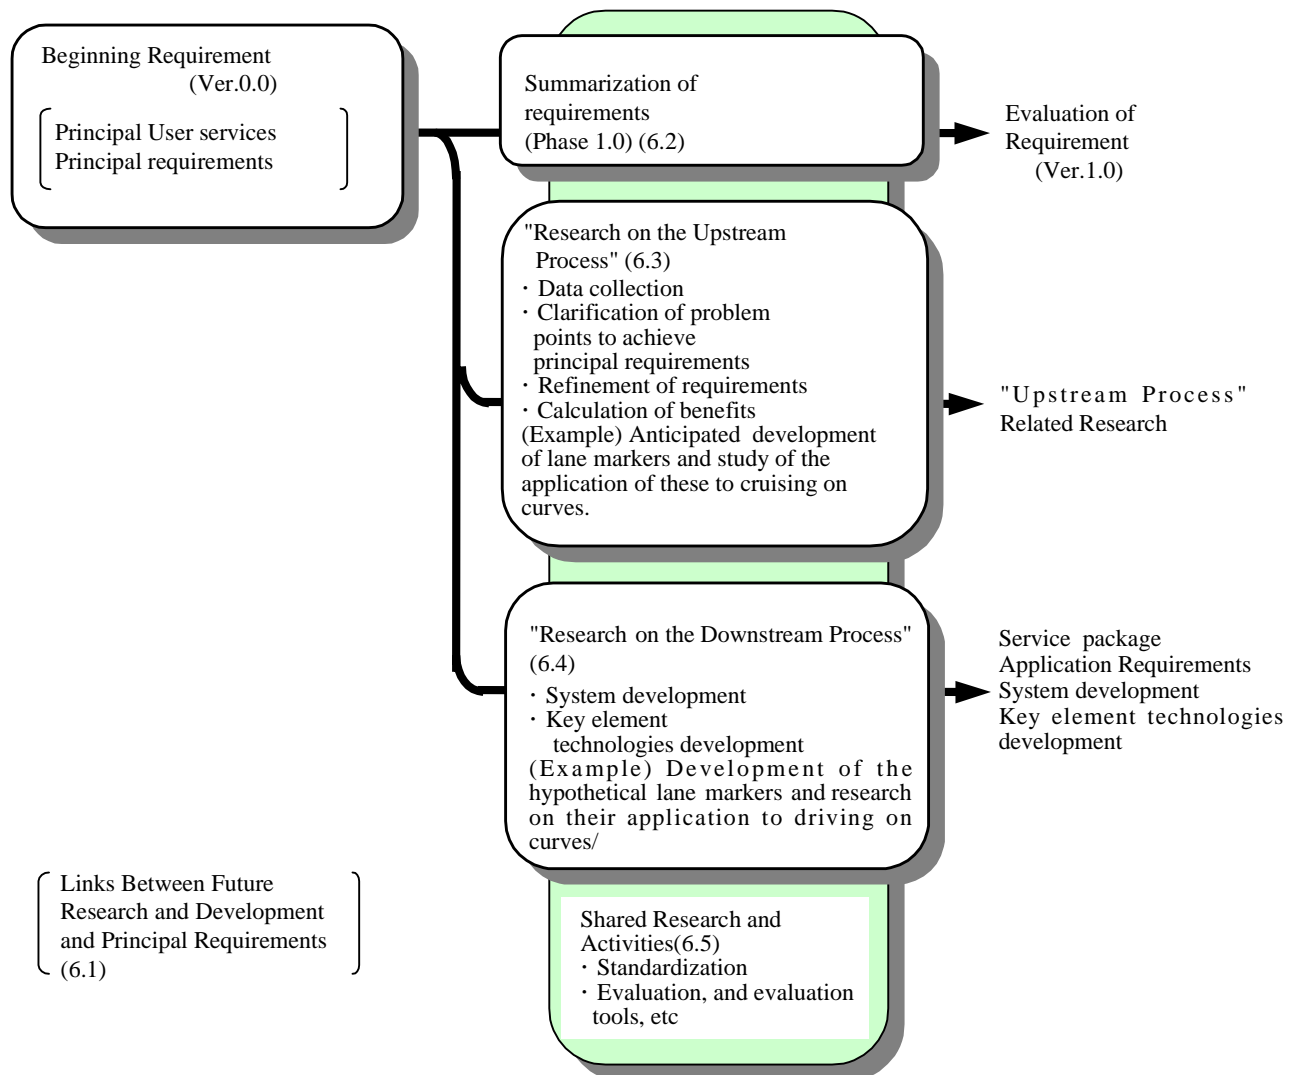 Beginning Requirement
(Ver.0.0)
Principal User services
Principal requirements
Summarization of
requirements
(Phase 1.0) (6.2)
Evaluation of
Requirement
(Ver.1.0)
"Research on the Upstream
Process" (6.3)
· Data collection
· Clarification of problem
points to achieve
principal requirements
· Refinement of requirements
· Calculation of benefits
(Example) Anticipated development
of lane markers and study of the
application of these to cruising on
curves.
"Upstream Process"
Related Research
"Research on the Downstream Process"
(6.4)
· System development
· Key element
technologies development
(Example) Development of the
hypothetical lane markers and research
on their application to driving on
curves/
Service package
Application Requirements
System development
Key element technologies
development
Links Between Future
Research and Development
and Principal Requirements
(6.1)
Shared Research and
Activities(6.5)
· Standardization
· Evaluation, and evaluation
tools, etc